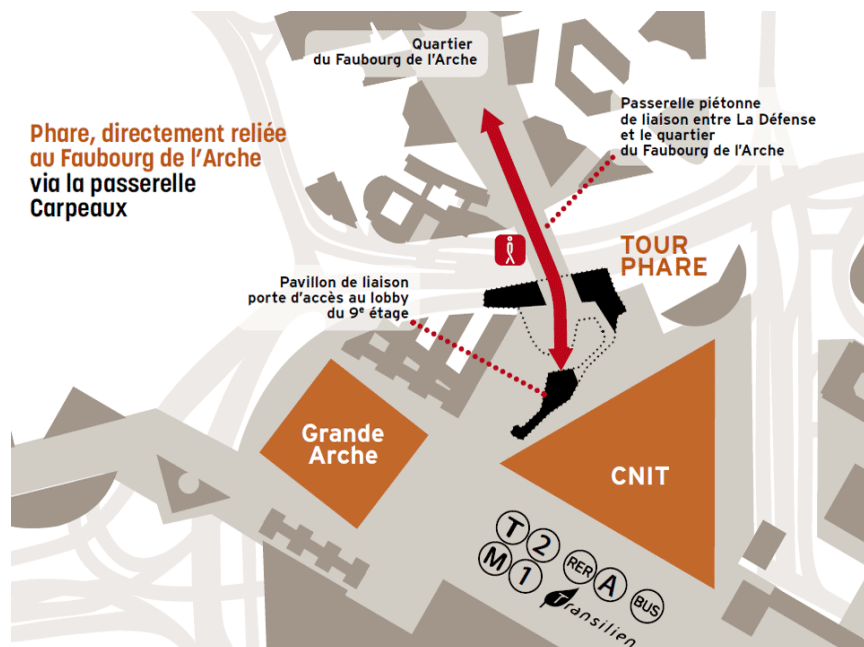 Quartier
du Faubourg de l'Arche
Phare, directement reliée
au Faubourg de l'Arche
via la passerelle
Carpeaux
Passerelle piétonne
de liaison entre La Défense
et le quartier
du Faubourg de l'Arche
TOUR
PHARE
Pavillon de liaison
porte d'accès au lobby
du 9e étage
Grande
Arche
CNIT
T 2
M 1
RER A
BUS
Transilien